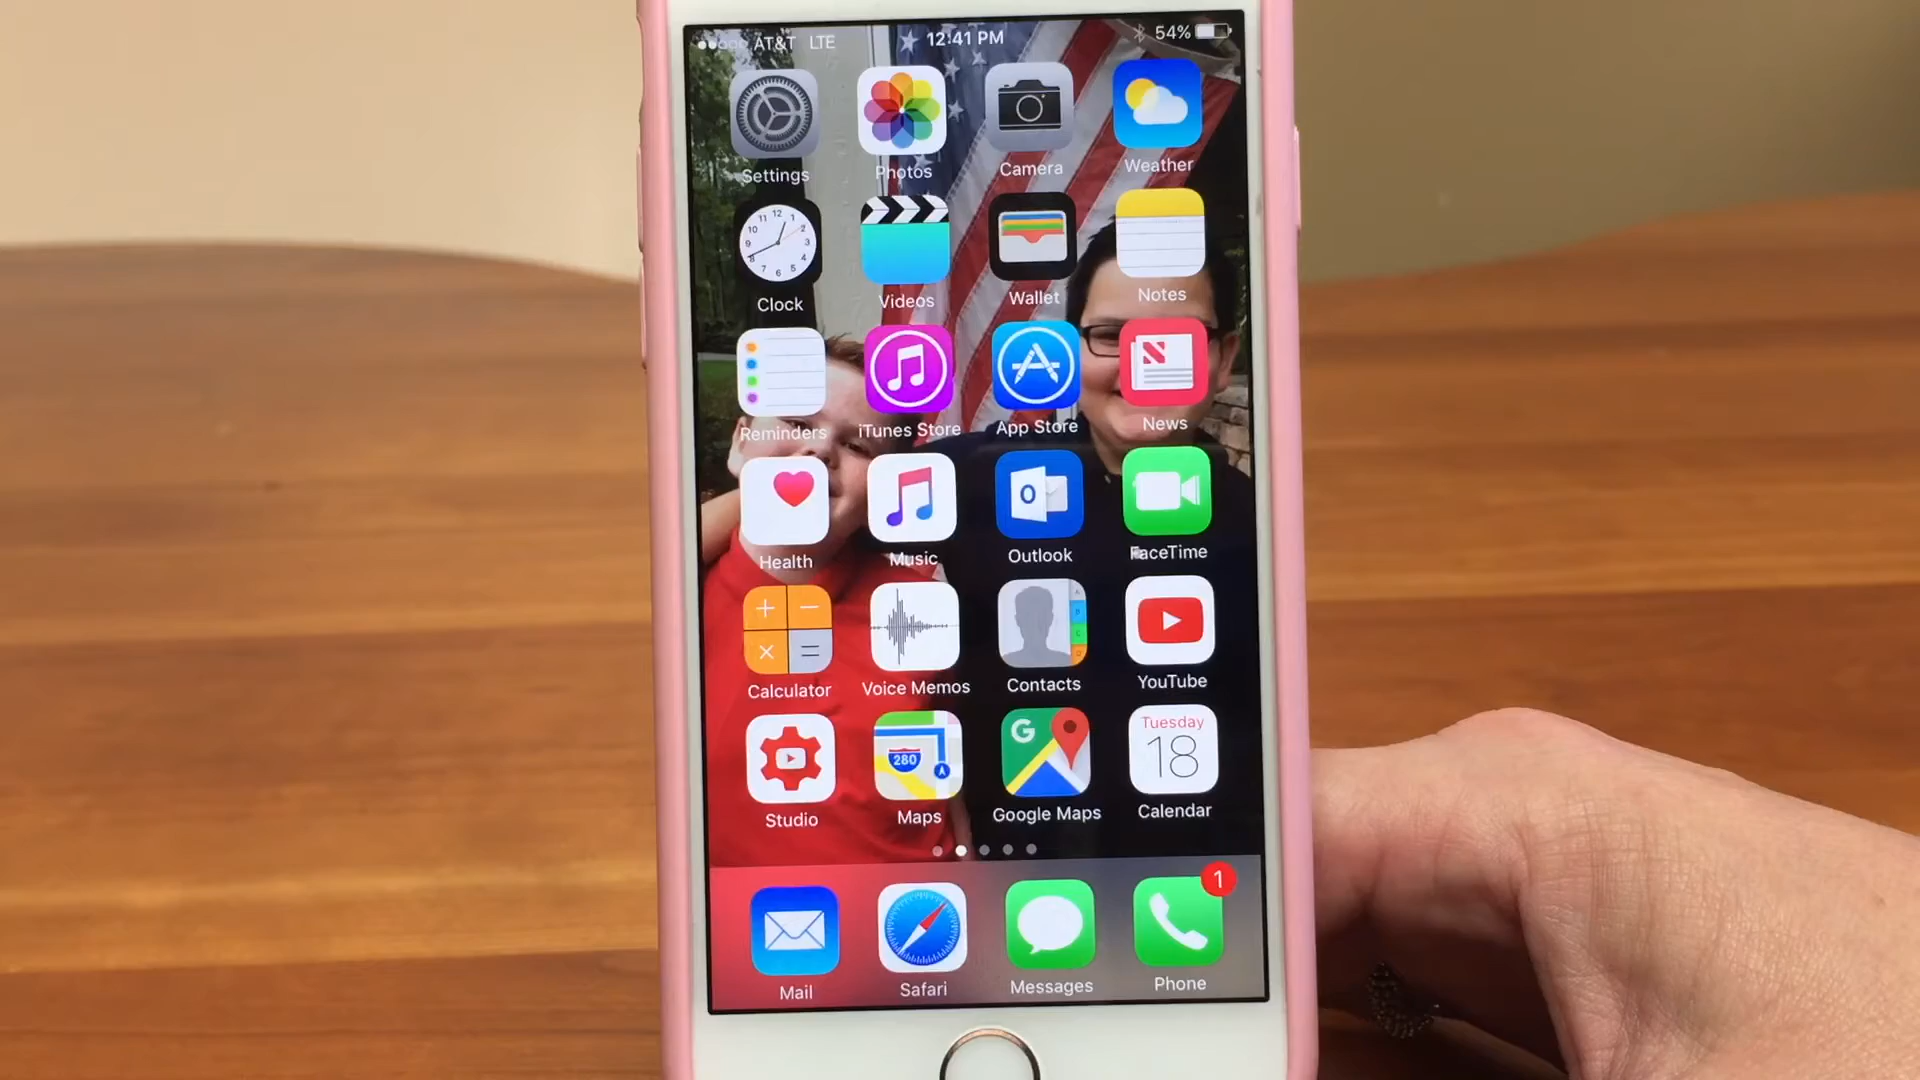 AT&T LTE 12:41 PM 54%
Settings Photos Camera Weather
Clock Videos Wallet Notes
Reminders iTunes Store App Store News
Health Music Outlook FaceTime
Calculator Voice Memos Contacts YouTube
Tuesday
280 G 18
Studio Maps Google Maps Calendar
1
Mail Safari Messages Phone